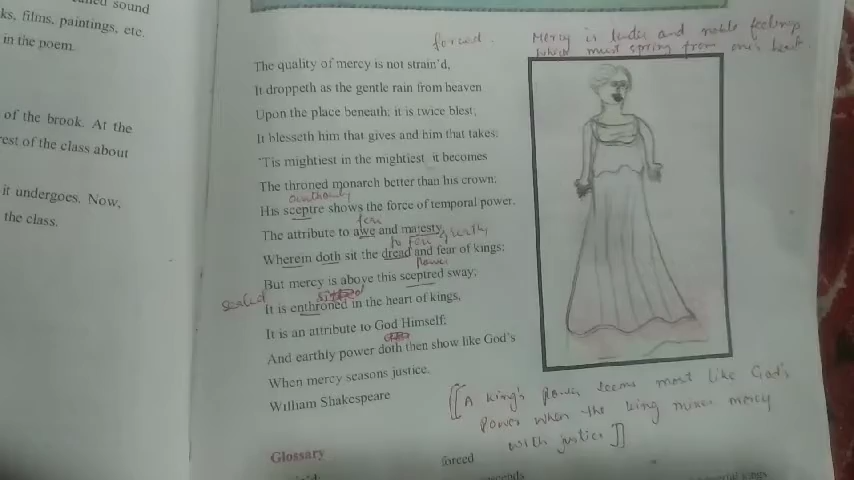 sound
ks, films, paintings, etc.
in the poem.
of the brook. At the
rest of the class about
it undergoes. Now,
the class.
forced
Mercy is tender and noble feelings
which must spring from one's heart
The quality of mercy is not strain'd,
It droppeth as the gentle rain from heaven
Upon the place beneath: it is twice blest;
It blesseth him that gives and him that takes:
'Tis mightiest in the mightiest it becomes
The throned monarch better than his crown;
His sceptre shows the force of temporal power,
fear
The attribute to awe and majesty,
Wherein doth sit the dread and fear of kings;
power
But mercy is above this sceptred sway;
It is enthroned in the heart of kings,
It is an attribute to God Himself;
And earthly power doth then show like God's
When mercy seasons justice.
William Shakespeare
[[A king's power seems most like God's
power when the king mixes mercy
with justice]]
Glossary
forced